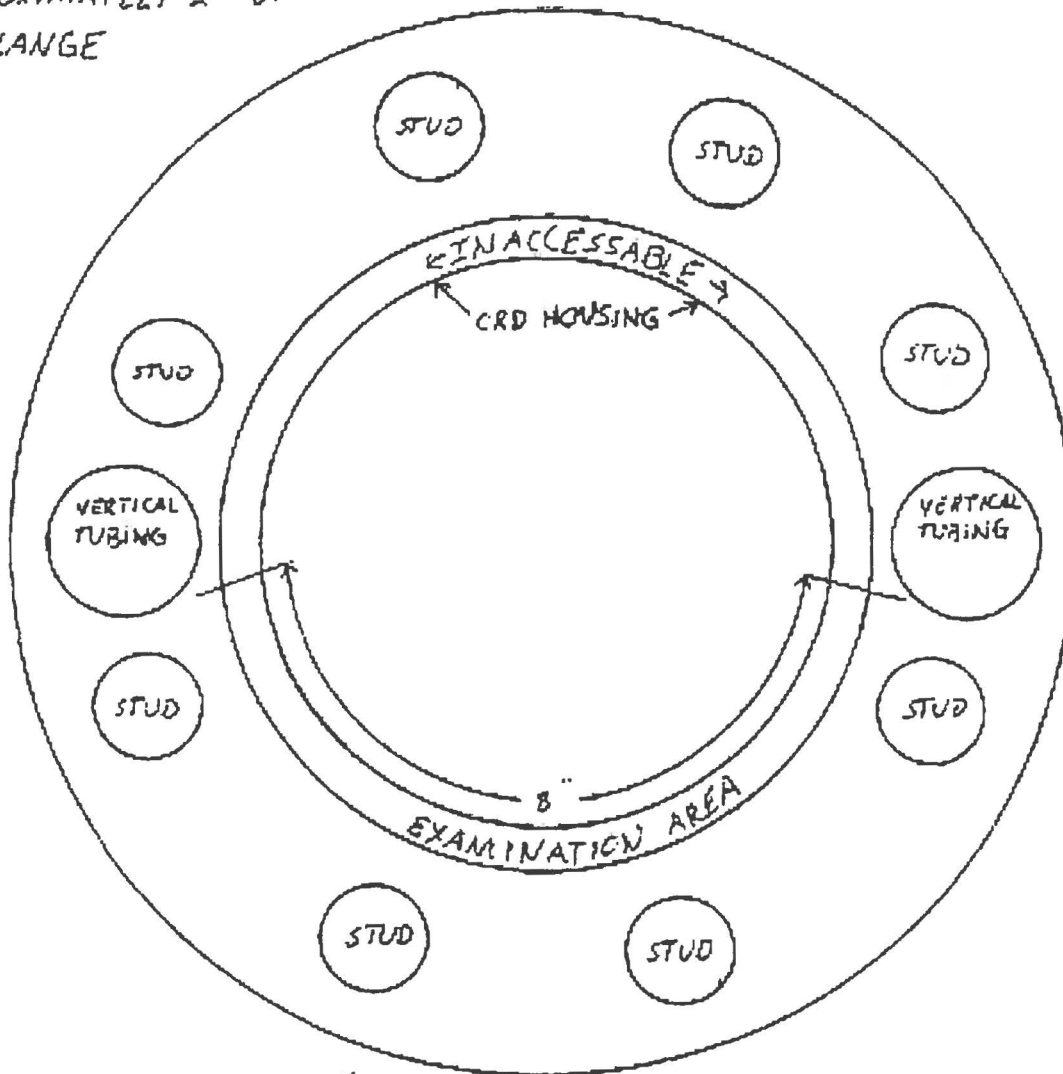 LANGE
STUD
STUD
←INACCESSABLE→
CRD HOUSING
STUD
STUD
VERTICAL
TUBING
VERTICAL
TUBING
STUD
STUD
8"
EXAMINATION AREA
STUD
STUD